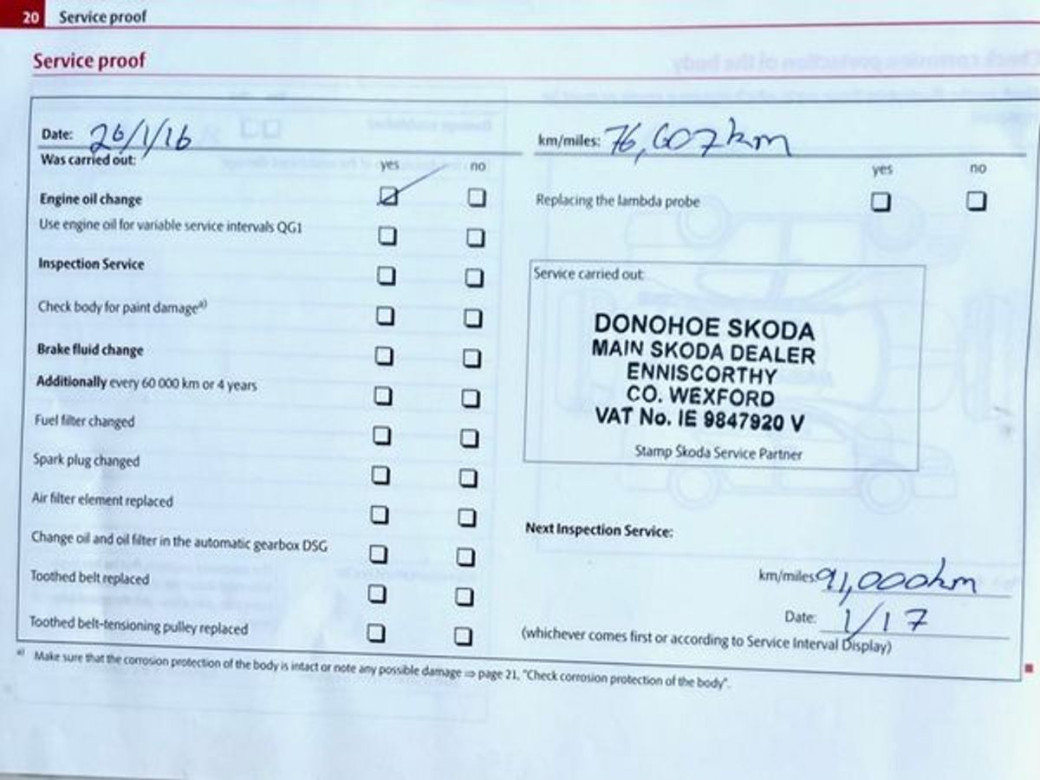 20 Service proof
Service proof
Date: 26/1/16
km/miles: 76,607km
Was carried out:
yes no
yes no
Engine oil change
Replacing the lambda probe
Use engine oil for variable service intervals QG1
Inspection Service
Service carried out:
Check body for paint damage a)
DONOHOE SKODA
MAIN SKODA DEALER
ENNISCORTHY
CO. WEXFORD
VAT No. IE 9847920 V
Stamp Škoda Service Partner
Brake fluid change
Additionally every 60 000 km or 4 years
Fuel filter changed
Spark plug changed
Air filter element replaced
Change oil and oil filter in the automatic gearbox DSG
Toothed belt replaced
Toothed belt-tensioning pulley replaced
Next Inspection Service:
km/miles: 91,000km
Date: 1/17
(whichever comes first or according to Service Interval Display)
a) Make sure that the corrosion protection of the body is intact or note any possible damage ⇒ page 21, "Check corrosion protection of the body".